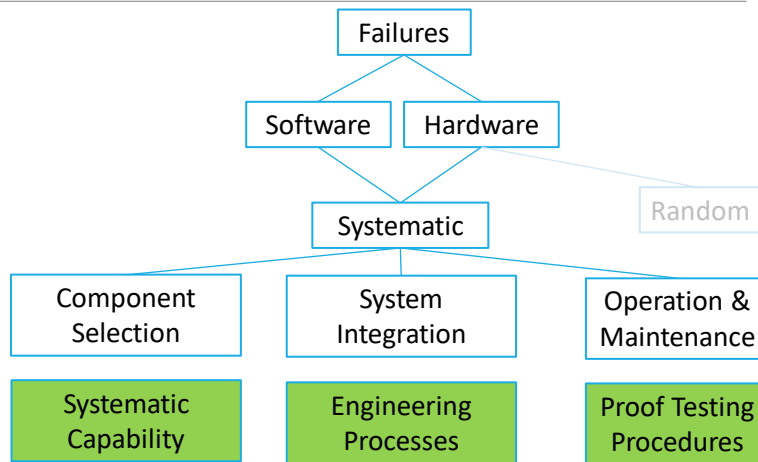 Failures
Software
Hardware
Random
Systematic
Component
Selection
System
Integration
Operation &
Maintenance
Systematic
Capability
Engineering
Processes
Proof Testing
Procedures